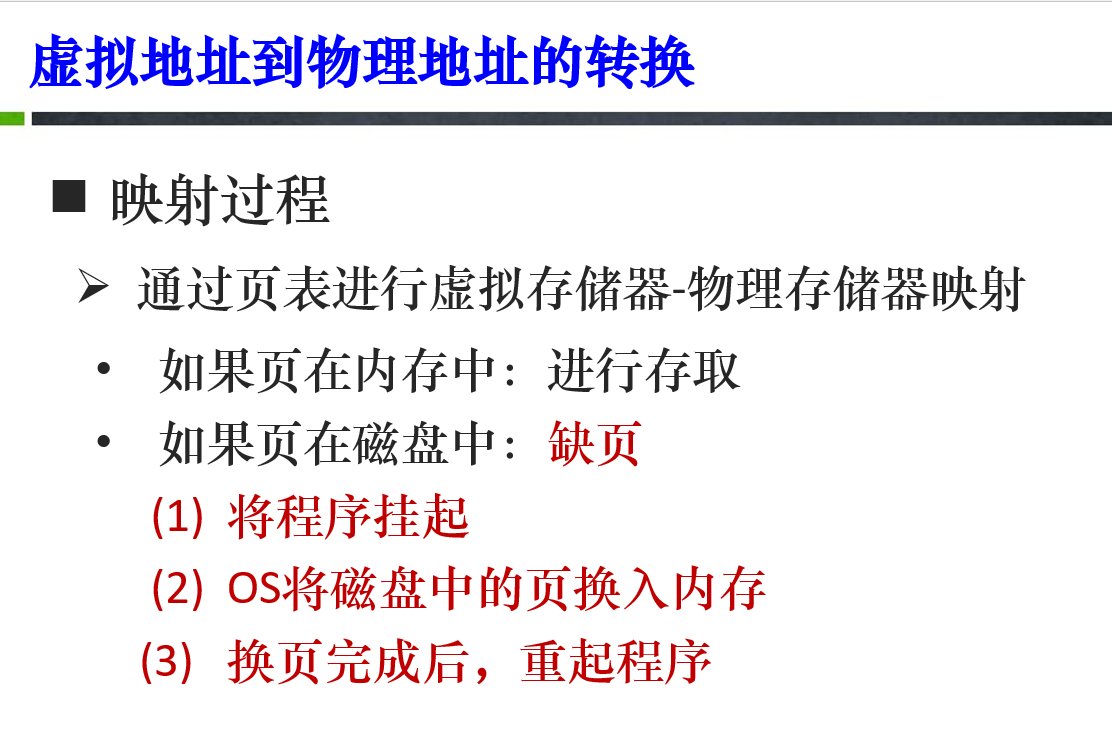 虚拟地址到物理地址的转换
■ 映射过程
➢ 通过页表进行虚拟存储器-物理存储器映射
• 如果页在内存中：进行存取
• 如果页在磁盘中：缺页
(1) 将程序挂起
(2) OS将磁盘中的页换入内存
(3) 换页完成后，重起程序